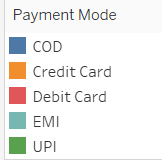 Payment Mode
COD
Credit Card
Debit Card
EMI
UPI